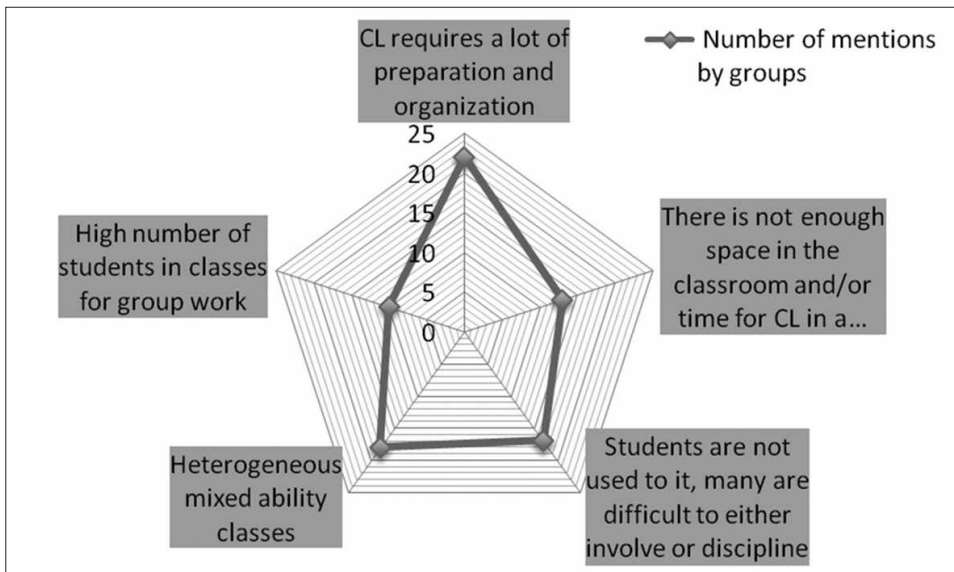 CL requires a lot of
preparation and
organization
Number of mentions
by groups
25
20
15
10
5
0
There is not enough
space in the
classroom and/or
time for CL in a...
Students are not
used to it, many are
difficult to either
involve or discipline
Heterogeneous
mixed ability
classes
High number of
students in classes
for group work